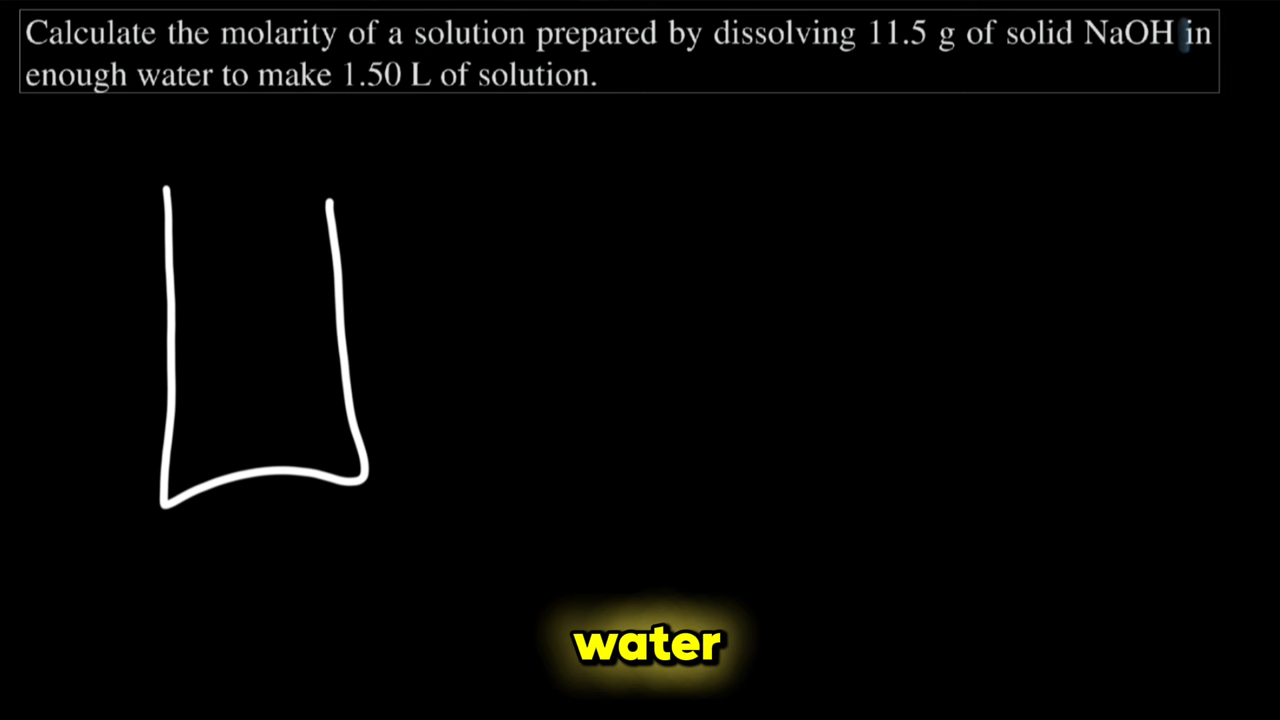 Calculate the molarity of a solution prepared by dissolving 11.5 g of solid NaOH in
enough water to make 1.50 L of solution.
water